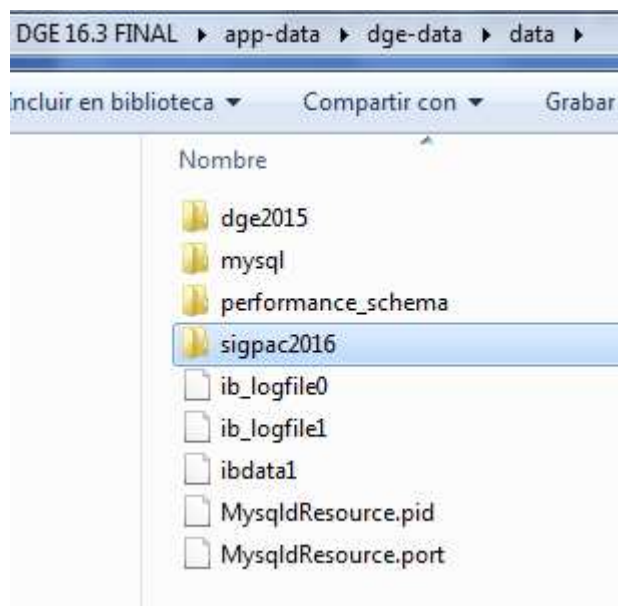 DGE 16.3 FINAL ▸ app-data ▸ dge-data ▸ data ▸
Incluir en biblioteca ▾ Compartir con ▾ Grabar
Nombre
dge2015
mysql
performance_schema
sigpac2016
ib_logfile0
ib_logfile1
ibdata1
MysqldResource.pid
MysqldResource.port